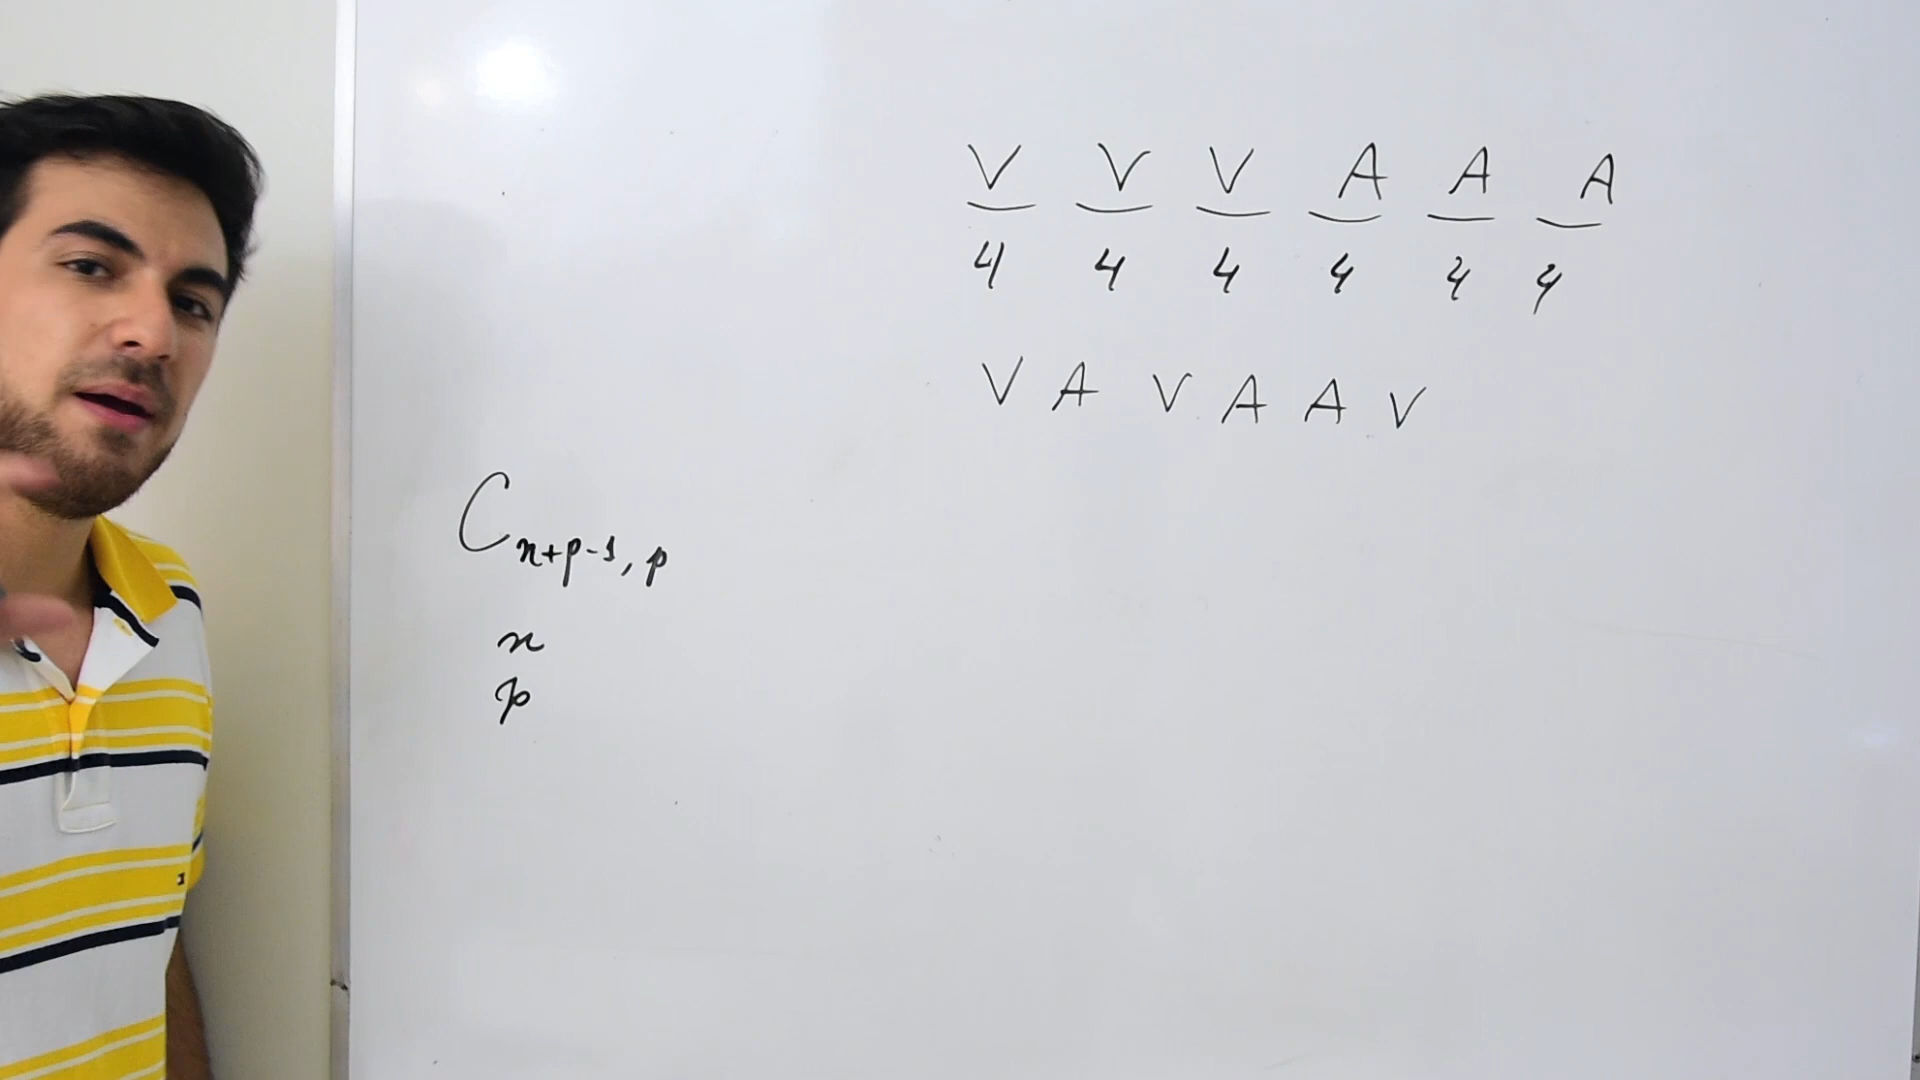 V V V A A A
4 4 4 4 4 4
V A V A A V
C n+p-1, p
n
p